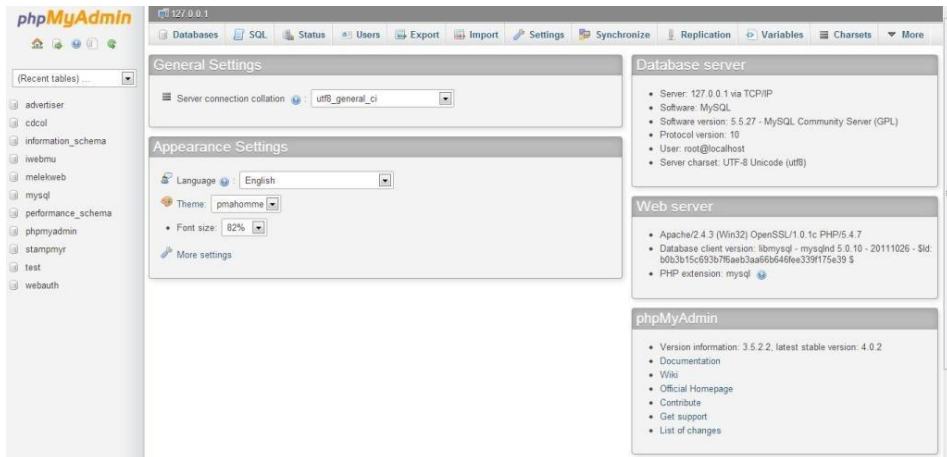 phpMyAdmin
(Recent tables) ...
advertiser
cdcol
information_schema
iwebmu
melekweb
mysql
performance_schema
phpmyadmin
stampmyr
test
webauth
127.0.0.1
Databases SQL Status Users Export Import Settings Synchronize Replication Variables Charsets More
General Settings
Server connection collation : utf8_general_ci
Appearance Settings
Language : English
Theme: pmahomme
• Font size: 82%
More settings
Database server
• Server: 127.0.0.1 via TCP/IP
• Software: MySQL
• Software version: 5.5.27 - MySQL Community Server (GPL)
• Protocol version: 10
• User: root@localhost
• Server charset: UTF-8 Unicode (utf8)
Web server
• Apache/2.4.3 (Win32) OpenSSL/1.0.1c PHP/5.4.7
• Database client version: libmysql - mysqlnd 5.0.10 - 20111026 - $Id:
b0b3b15c693b7f6aeb3aa66b646fee339f175e39 $
• PHP extension: mysql
phpMyAdmin
• Version information: 3.5.2.2, latest stable version: 4.0.2
• Documentation
• Wiki
• Official Homepage
• Contribute
• Get support
• List of changes